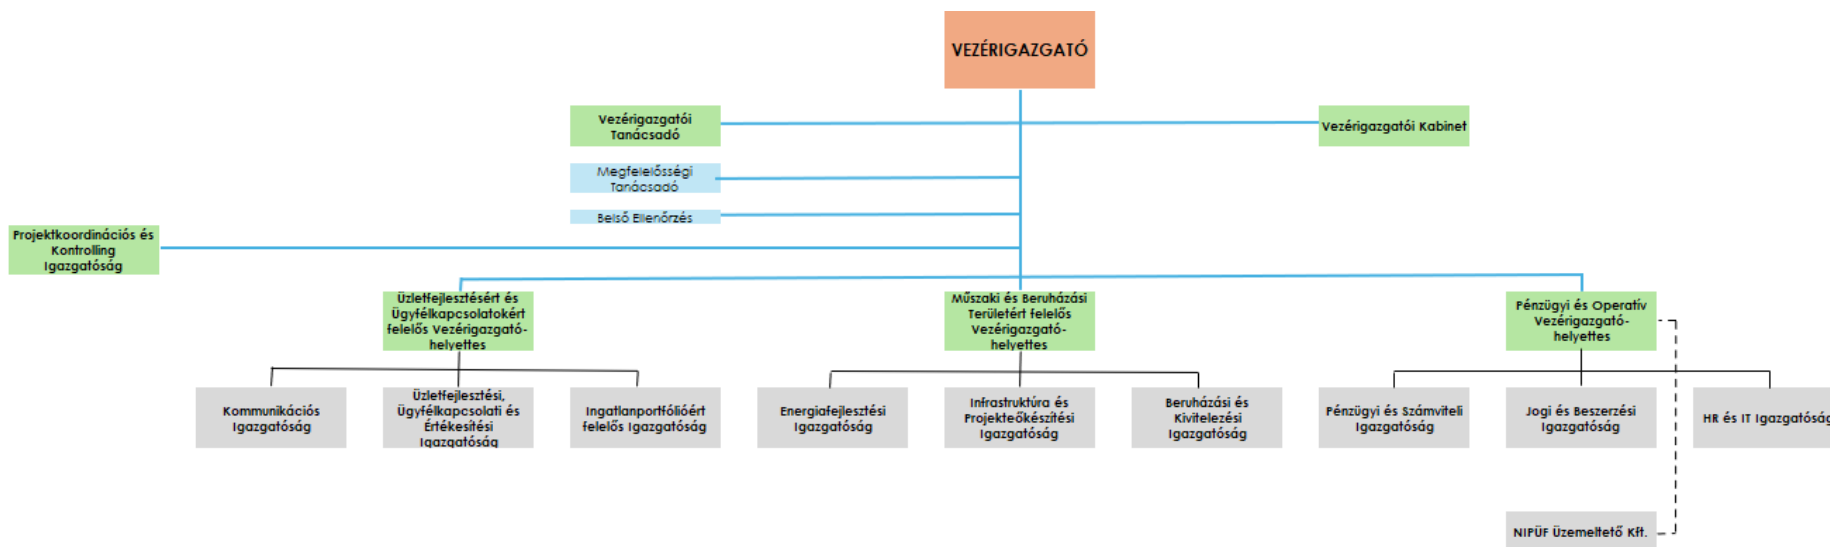 VEZÉRIGAZGATÓ
Vezérigazgatói
Tanácsadó
Vezérigazgatói Kabinet
Megfelelősségi
Tanácsadó
Belső Ellenőrzés
Projektkoordinációs és
Kontrolling
Igazgatóság
Üzletfejlesztésért és
Ügyfélkapcsolatokért
felelős Vezérigazgató-
helyettes
Műszaki és Beruházási
Területért felelős
Vezérigazgató-
helyettes
Pénzügyi és Operatív
Vezérigazgató-
helyettes
Kommunikációs
Igazgatóság
Üzletfejlesztési,
Ügyfélkapcsolati és
Értékesítési
Igazgatóság
Ingatlanportfólióért
felelős Igazgatóság
Energiafejlesztési
Igazgatóság
Infrastruktúra és
Projekteőkészítési
Igazgatóság
Beruházási és
Kivitelezési
Igazgatóság
Pénzügyi és Számviteli
Igazgatóság
Jogi és Beszerzési
Igazgatóság
HR és IT Igazgatóság
NIPÜF Üzemeltető Kft.